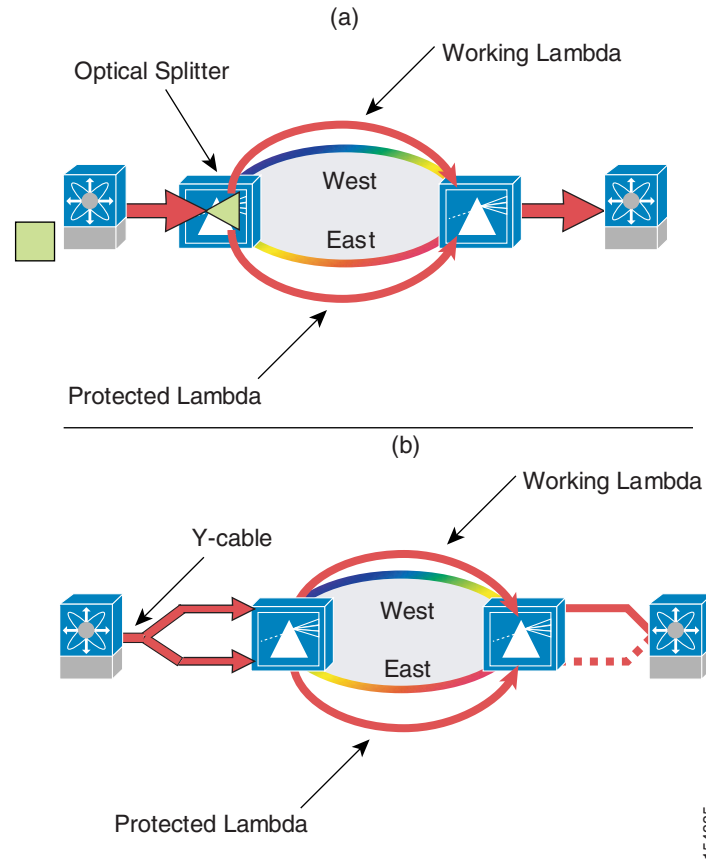 (a)
Working Lambda
Optical Splitter
West
East
Protected Lambda
(b)
Working Lambda
Y-cable
West
East
Protected Lambda